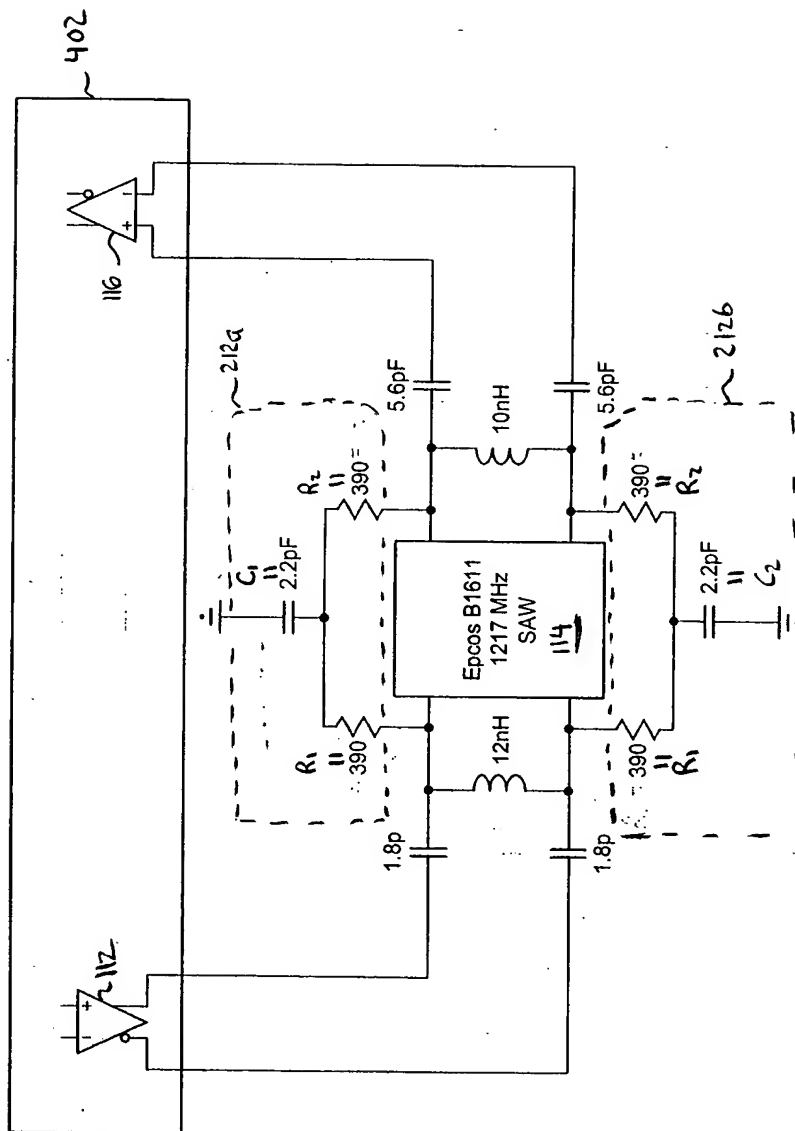 402
116
+ -
112
- +
212a
C1
=
2.2pF
R1
=
390
R2
=
390
5.6pF
10nH
5.6pF
Epcos B1611
1217 MHz
SAW
114
12nH
1.8p
1.8p
390
=
R1
390
=
R2
2.2pF
=
C2
212b